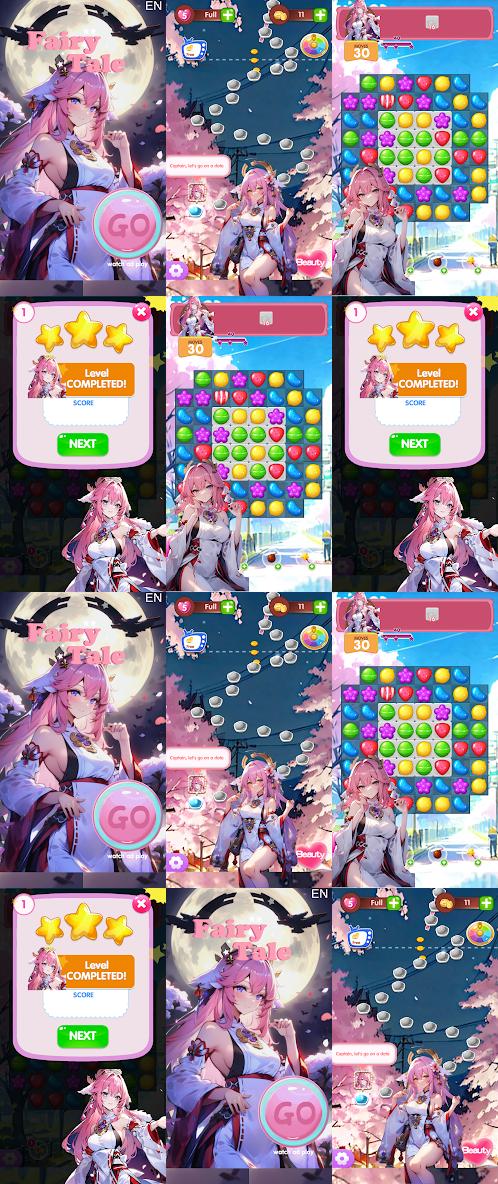 EN
Fairy
Tale
GO
watch ad play
5 Full 11
Free
Captain, let's go on a date
Beauty
MOVES
30
1
Level
COMPLETED!
SCORE
NEXT
MOVES
30
1
Level
COMPLETED!
SCORE
NEXT
EN
Fairy
Tale
GO
watch ad play
5 Full 11
Free
Captain, let's go on a date
Beauty
MOVES
30
1
Level
COMPLETED!
SCORE
NEXT
EN
Fairy
Tale
GO
watch ad play
5 Full 11
Free
Captain, let's go on a date
Beauty